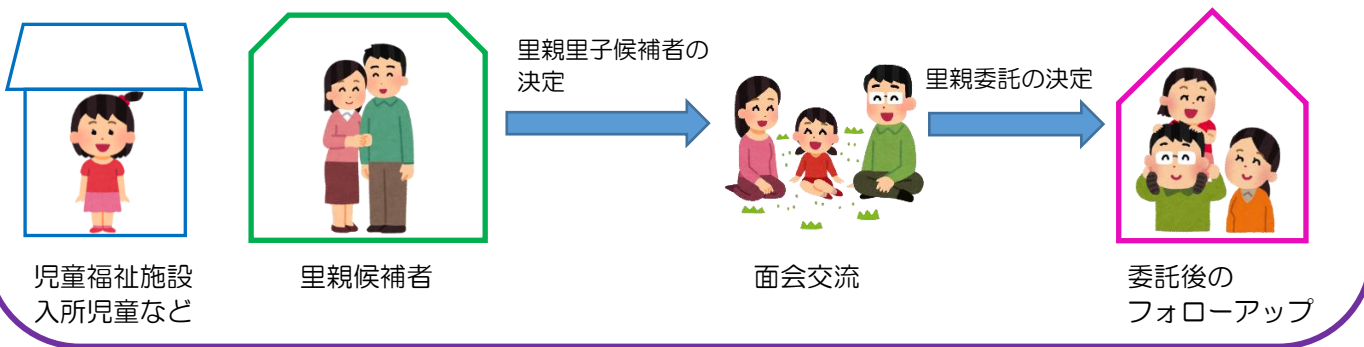 里親里子候補者の
決定
里親委託の決定
児童福祉施設
入所児童など
里親候補者
面会交流
委託後の
フォローアップ